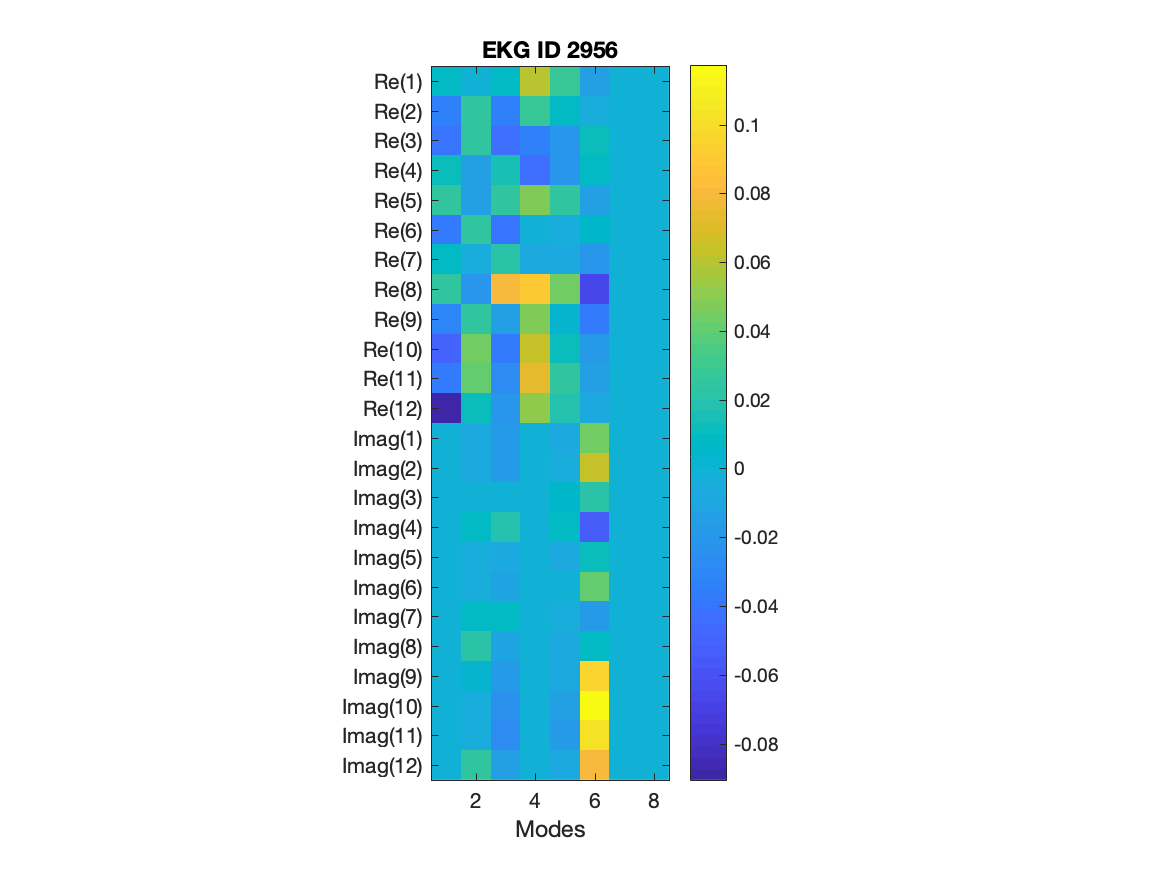 EKG ID 2956
Re(1)
Re(2)
Re(3)
Re(4)
Re(5)
Re(6)
Re(7)
Re(8)
Re(9)
Re(10)
Re(11)
Re(12)
Imag(1)
Imag(2)
Imag(3)
Imag(4)
Imag(5)
Imag(6)
Imag(7)
Imag(8)
Imag(9)
Imag(10)
Imag(11)
Imag(12)
2 4 6 8
Modes
0.1
0.08
0.06
0.04
0.02
0
-0.02
-0.04
-0.06
-0.08